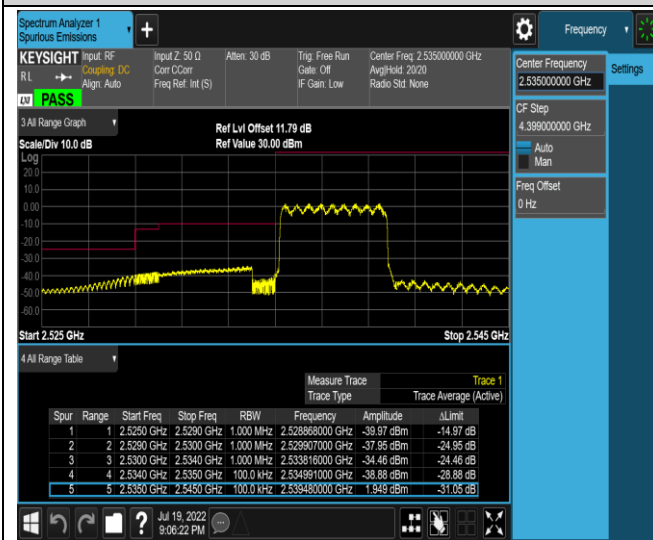 Spectrum Analyzer 1
Spurious Emissions
Frequency
KEYSIGHT Input: RF Input Z: 50 Ω Atten: 30 dB Trig: Free Run Center Freq: 2.535000000 GHz
RL Coupling: DC Corr CCorr Gate: Off Avg|Hold: 20/20
Align: Auto Freq Ref: Int (S) IF Gain: Low Radio Std: None
LXI PASS
Center Frequency
2.535000000 GHz
Settings
CF Step
4.399000000 GHz
Auto
Man
Freq Offset
0 Hz
3 All Range Graph
Ref Lvl Offset 11.79 dB
Scale/Div 10.0 dB Ref Value 30.00 dBm
Log
20.0
10.0
0.00
-10.0
-20.0
-30.0
-40.0
-50.0
-60.0
Start 2.525 GHz Stop 2.545 GHz
4 All Range Table
Measure Trace Trace 1
Trace Type Trace Average (Active)
Spur Range Start Freq Stop Freq RBW Frequency Amplitude ΔLimit
1 1 2.5250 GHz 2.5290 GHz 1.000 MHz 2.528868000 GHz -39.97 dBm -14.97 dB
2 2 2.5290 GHz 2.5300 GHz 1.000 MHz 2.529907000 GHz -37.95 dBm -24.95 dB
3 3 2.5300 GHz 2.5340 GHz 1.000 MHz 2.533816000 GHz -34.46 dBm -24.46 dB
4 4 2.5340 GHz 2.5350 GHz 100.0 kHz 2.534991000 GHz -38.88 dBm -28.88 dB
5 5 2.5350 GHz 2.5450 GHz 100.0 kHz 2.539480000 GHz 1.949 dBm -31.05 dB
Jul 19, 2022
9:06:22 PM